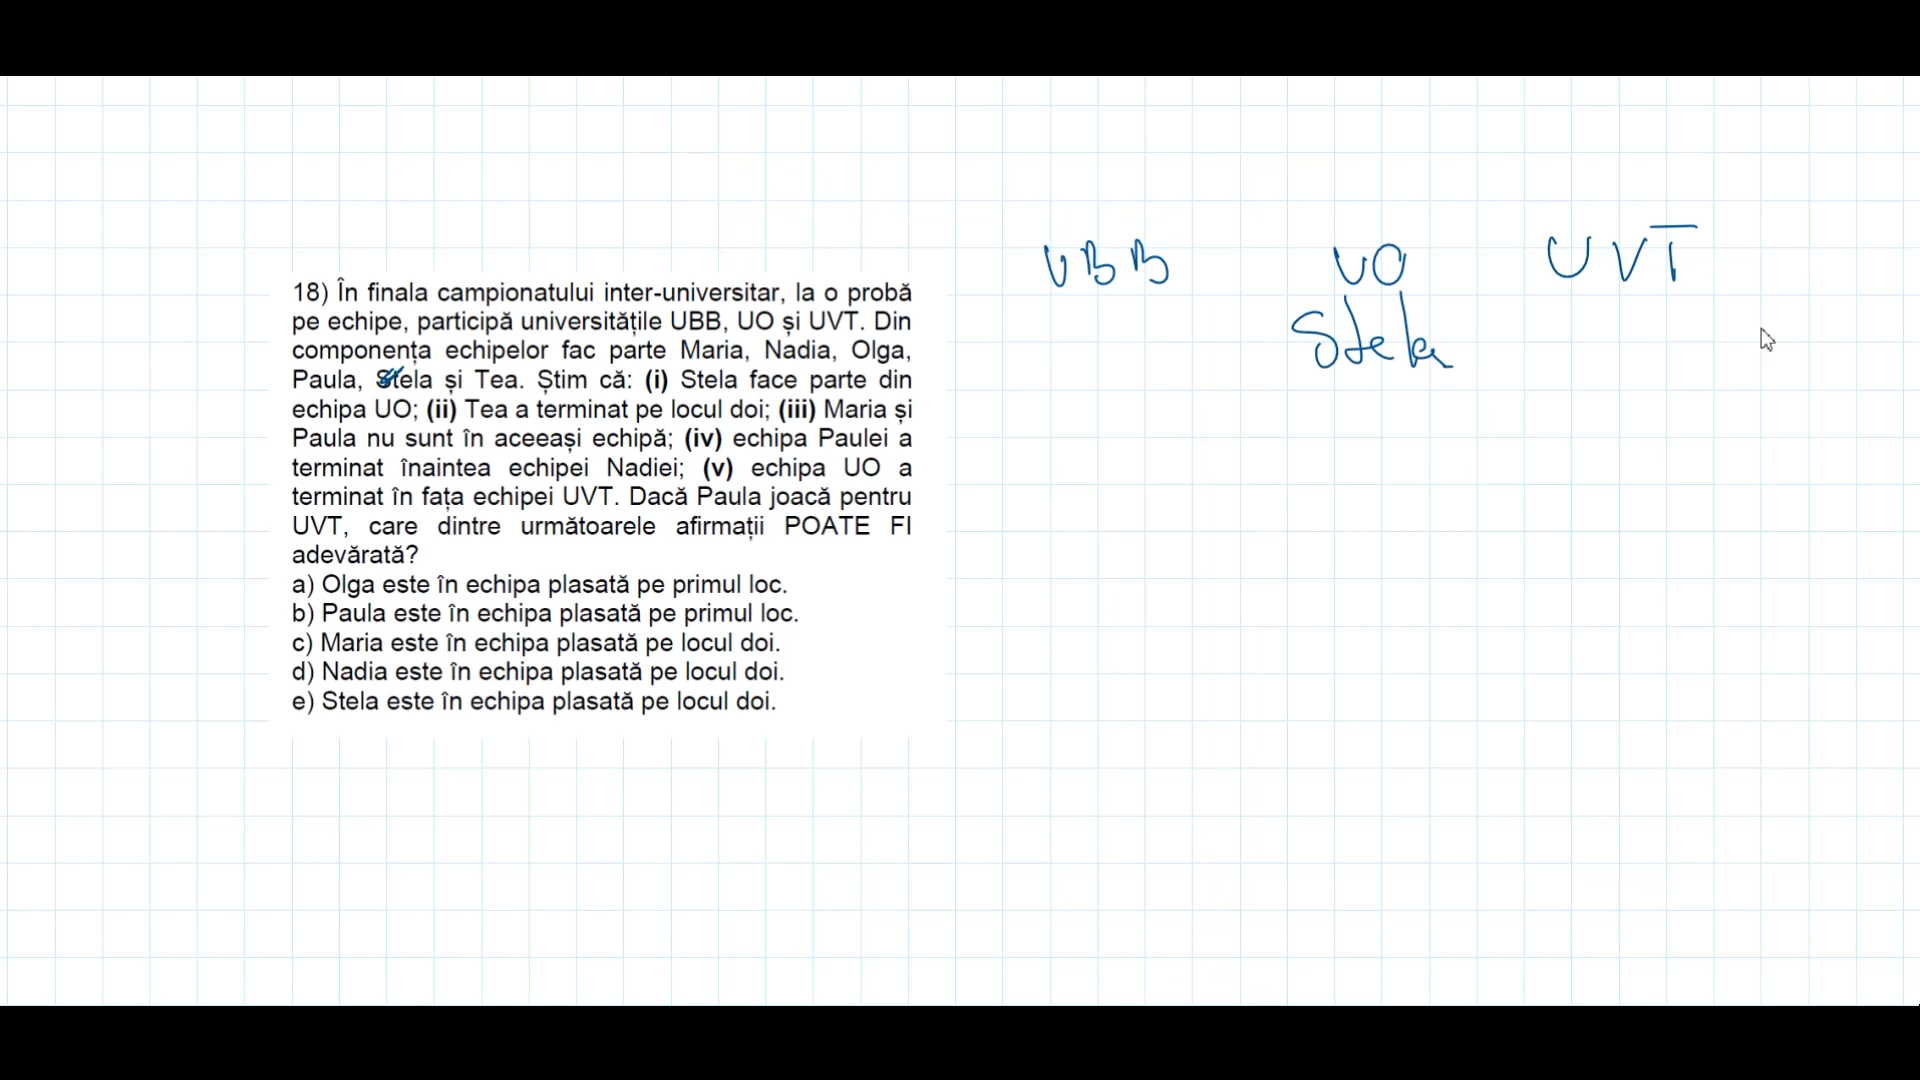 UBB UO UVT
Stela
18) În finala campionatului inter-universitar, la o probă
pe echipe, participă universitățile UBB, UO și UVT. Din
componența echipelor fac parte Maria, Nadia, Olga,
Paula, Stela și Tea. Știm că: (i) Stela face parte din
echipa UO; (ii) Tea a terminat pe locul doi; (iii) Maria și
Paula nu sunt în aceeași echipă; (iv) echipa Paulei a
terminat înaintea echipei Nadiei; (v) echipa UO a
terminat în fața echipei UVT. Dacă Paula joacă pentru
UVT, care dintre următoarele afirmații POATE FI
adevărată?
a) Olga este în echipa plasată pe primul loc.
b) Paula este în echipa plasată pe primul loc.
c) Maria este în echipa plasată pe locul doi.
d) Nadia este în echipa plasată pe locul doi.
e) Stela este în echipa plasată pe locul doi.